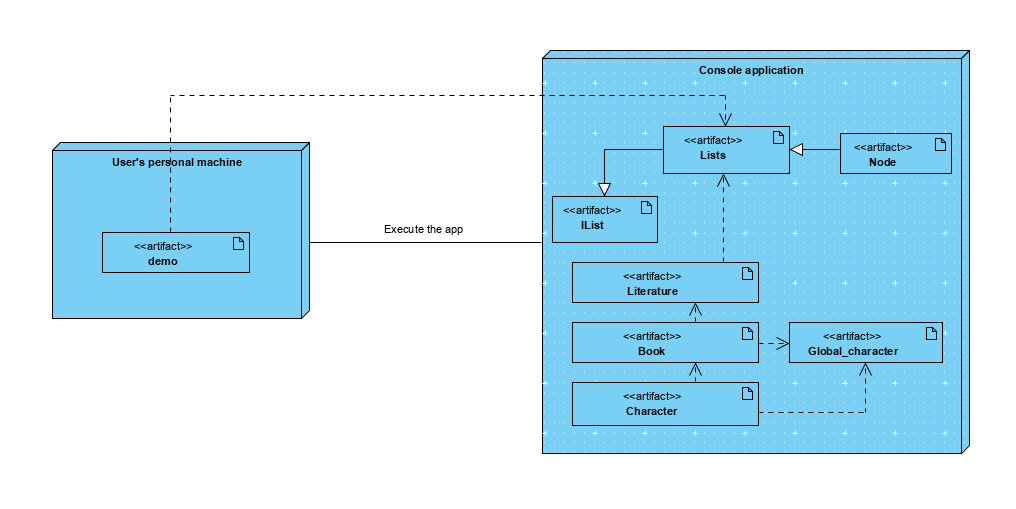 Console application
<<artifact>>
Lists
<<artifact>>
Node
User's personal machine
<<artifact>>
IList
Execute the app
<<artifact>>
demo
<<artifact>>
Literature
<<artifact>>
Book
<<artifact>>
Global_character
<<artifact>>
Character